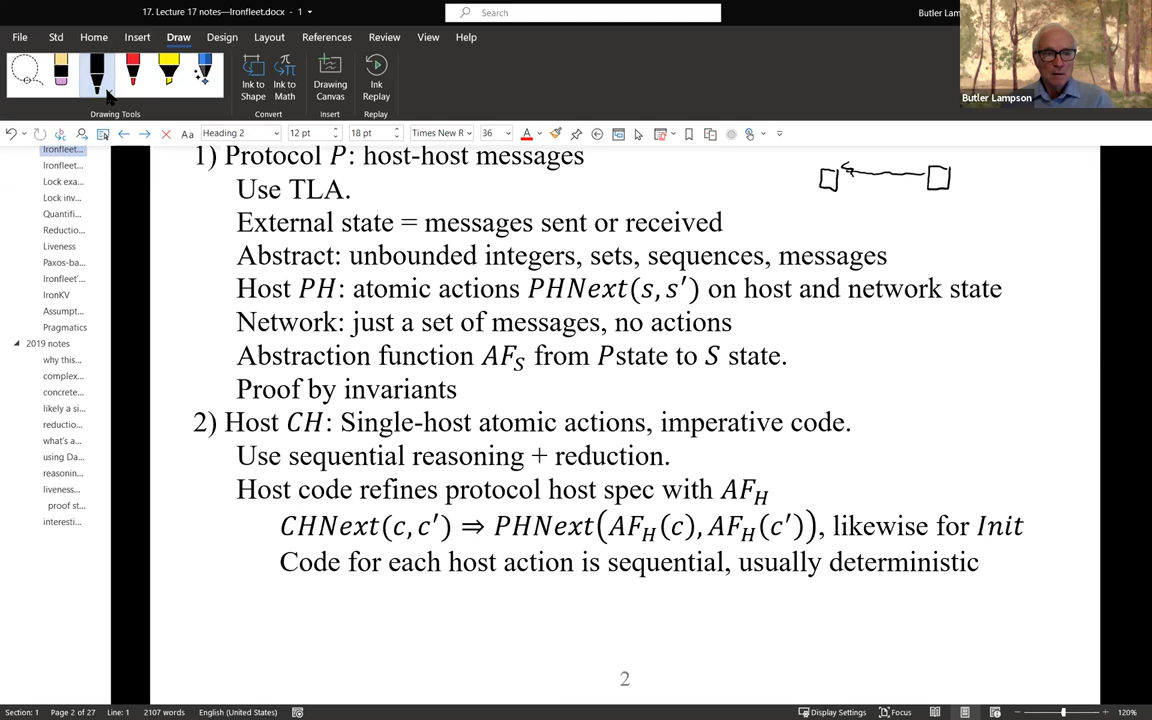 17. Lecture 17 notes—Ironfleet.docx - 1
Search
Butler Lam
File Std Home Insert Draw Design Layout References Review View Help
Ink to Shape
Ink to Math
Drawing Canvas
Ink Replay
Drawing Tools
Convert
Insert
Replay
Butler Lampson
Aa
Heading 2
12 pt
18 pt
Times New R
36
Ironfleet...
Ironfleet...
Lock exa...
Lock inv...
Quantifi...
Reductio...
Liveness
Paxos-ba...
Ironfleet'...
IronKV
Assumpt...
Pragmatics
2019 notes
why this...
complex...
concrete...
likely a si...
reductio...
what's a...
using Da...
reasonin...
liveness...
proof st...
interesti...
1) Protocol P: host-host messages
Use TLA.
External state = messages sent or received
Abstract: unbounded integers, sets, sequences, messages
Host PH: atomic actions PHNext(s, s′) on host and network state
Network: just a set of messages, no actions
Abstraction function AF_S from Pstate to S state.
Proof by invariants
2) Host CH: Single-host atomic actions, imperative code.
Use sequential reasoning + reduction.
Host code refines protocol host spec with AF_H
CHNext(c, c′) ⇒ PHNext(AF_H(c), AF_H(c′)), likewise for Init
Code for each host action is sequential, usually deterministic
2
Section: 1 Page 2 of 27 Line: 1 2107 words English (United States) Display Settings Focus 120%